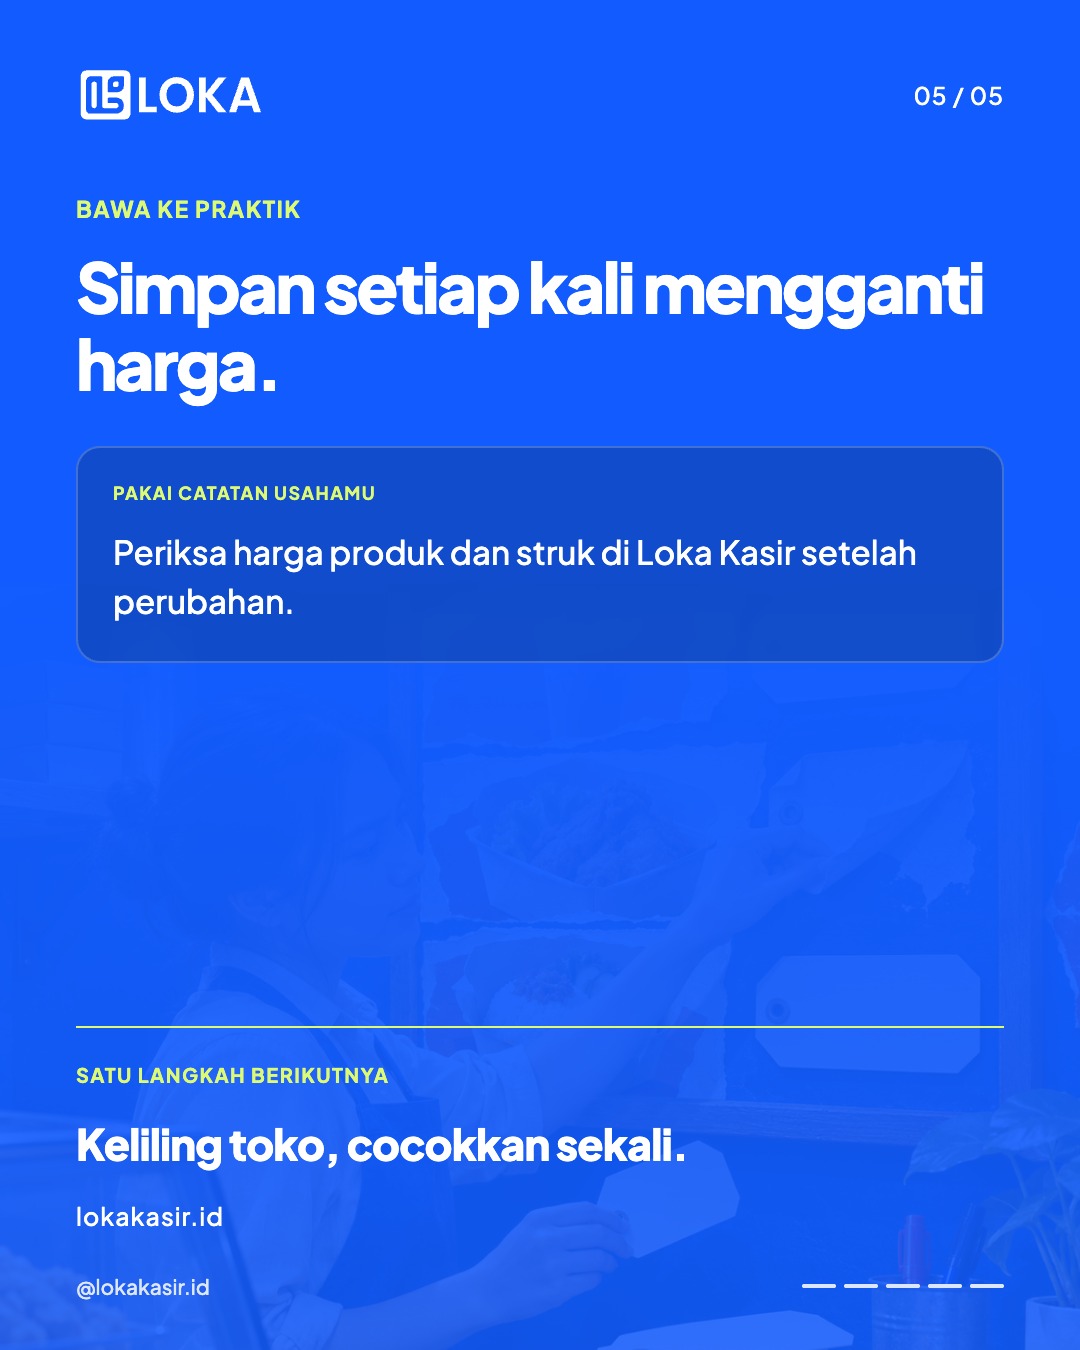 LOKA
05 / 05
BAWA KE PRAKTIK
Simpan setiap kali mengganti
harga.
PAKAI CATATAN USAHAMU
Periksa harga produk dan struk di Loka Kasir setelah
perubahan.
SATU LANGKAH BERIKUTNYA
Keliling toko, cocokkan sekali.
lokakasir.id
@lokakasir.id